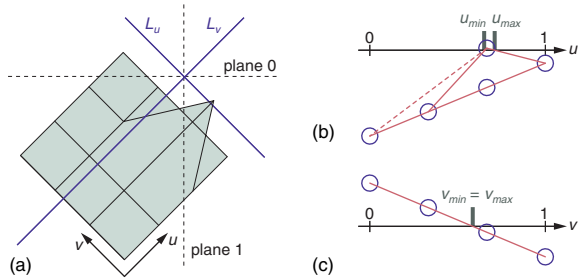 L_u
L_v
plane 0
v
u
plane 1
(a)
u_min u_max
0
1
u
(b)
v_min = v_max
0
1
v
(c)